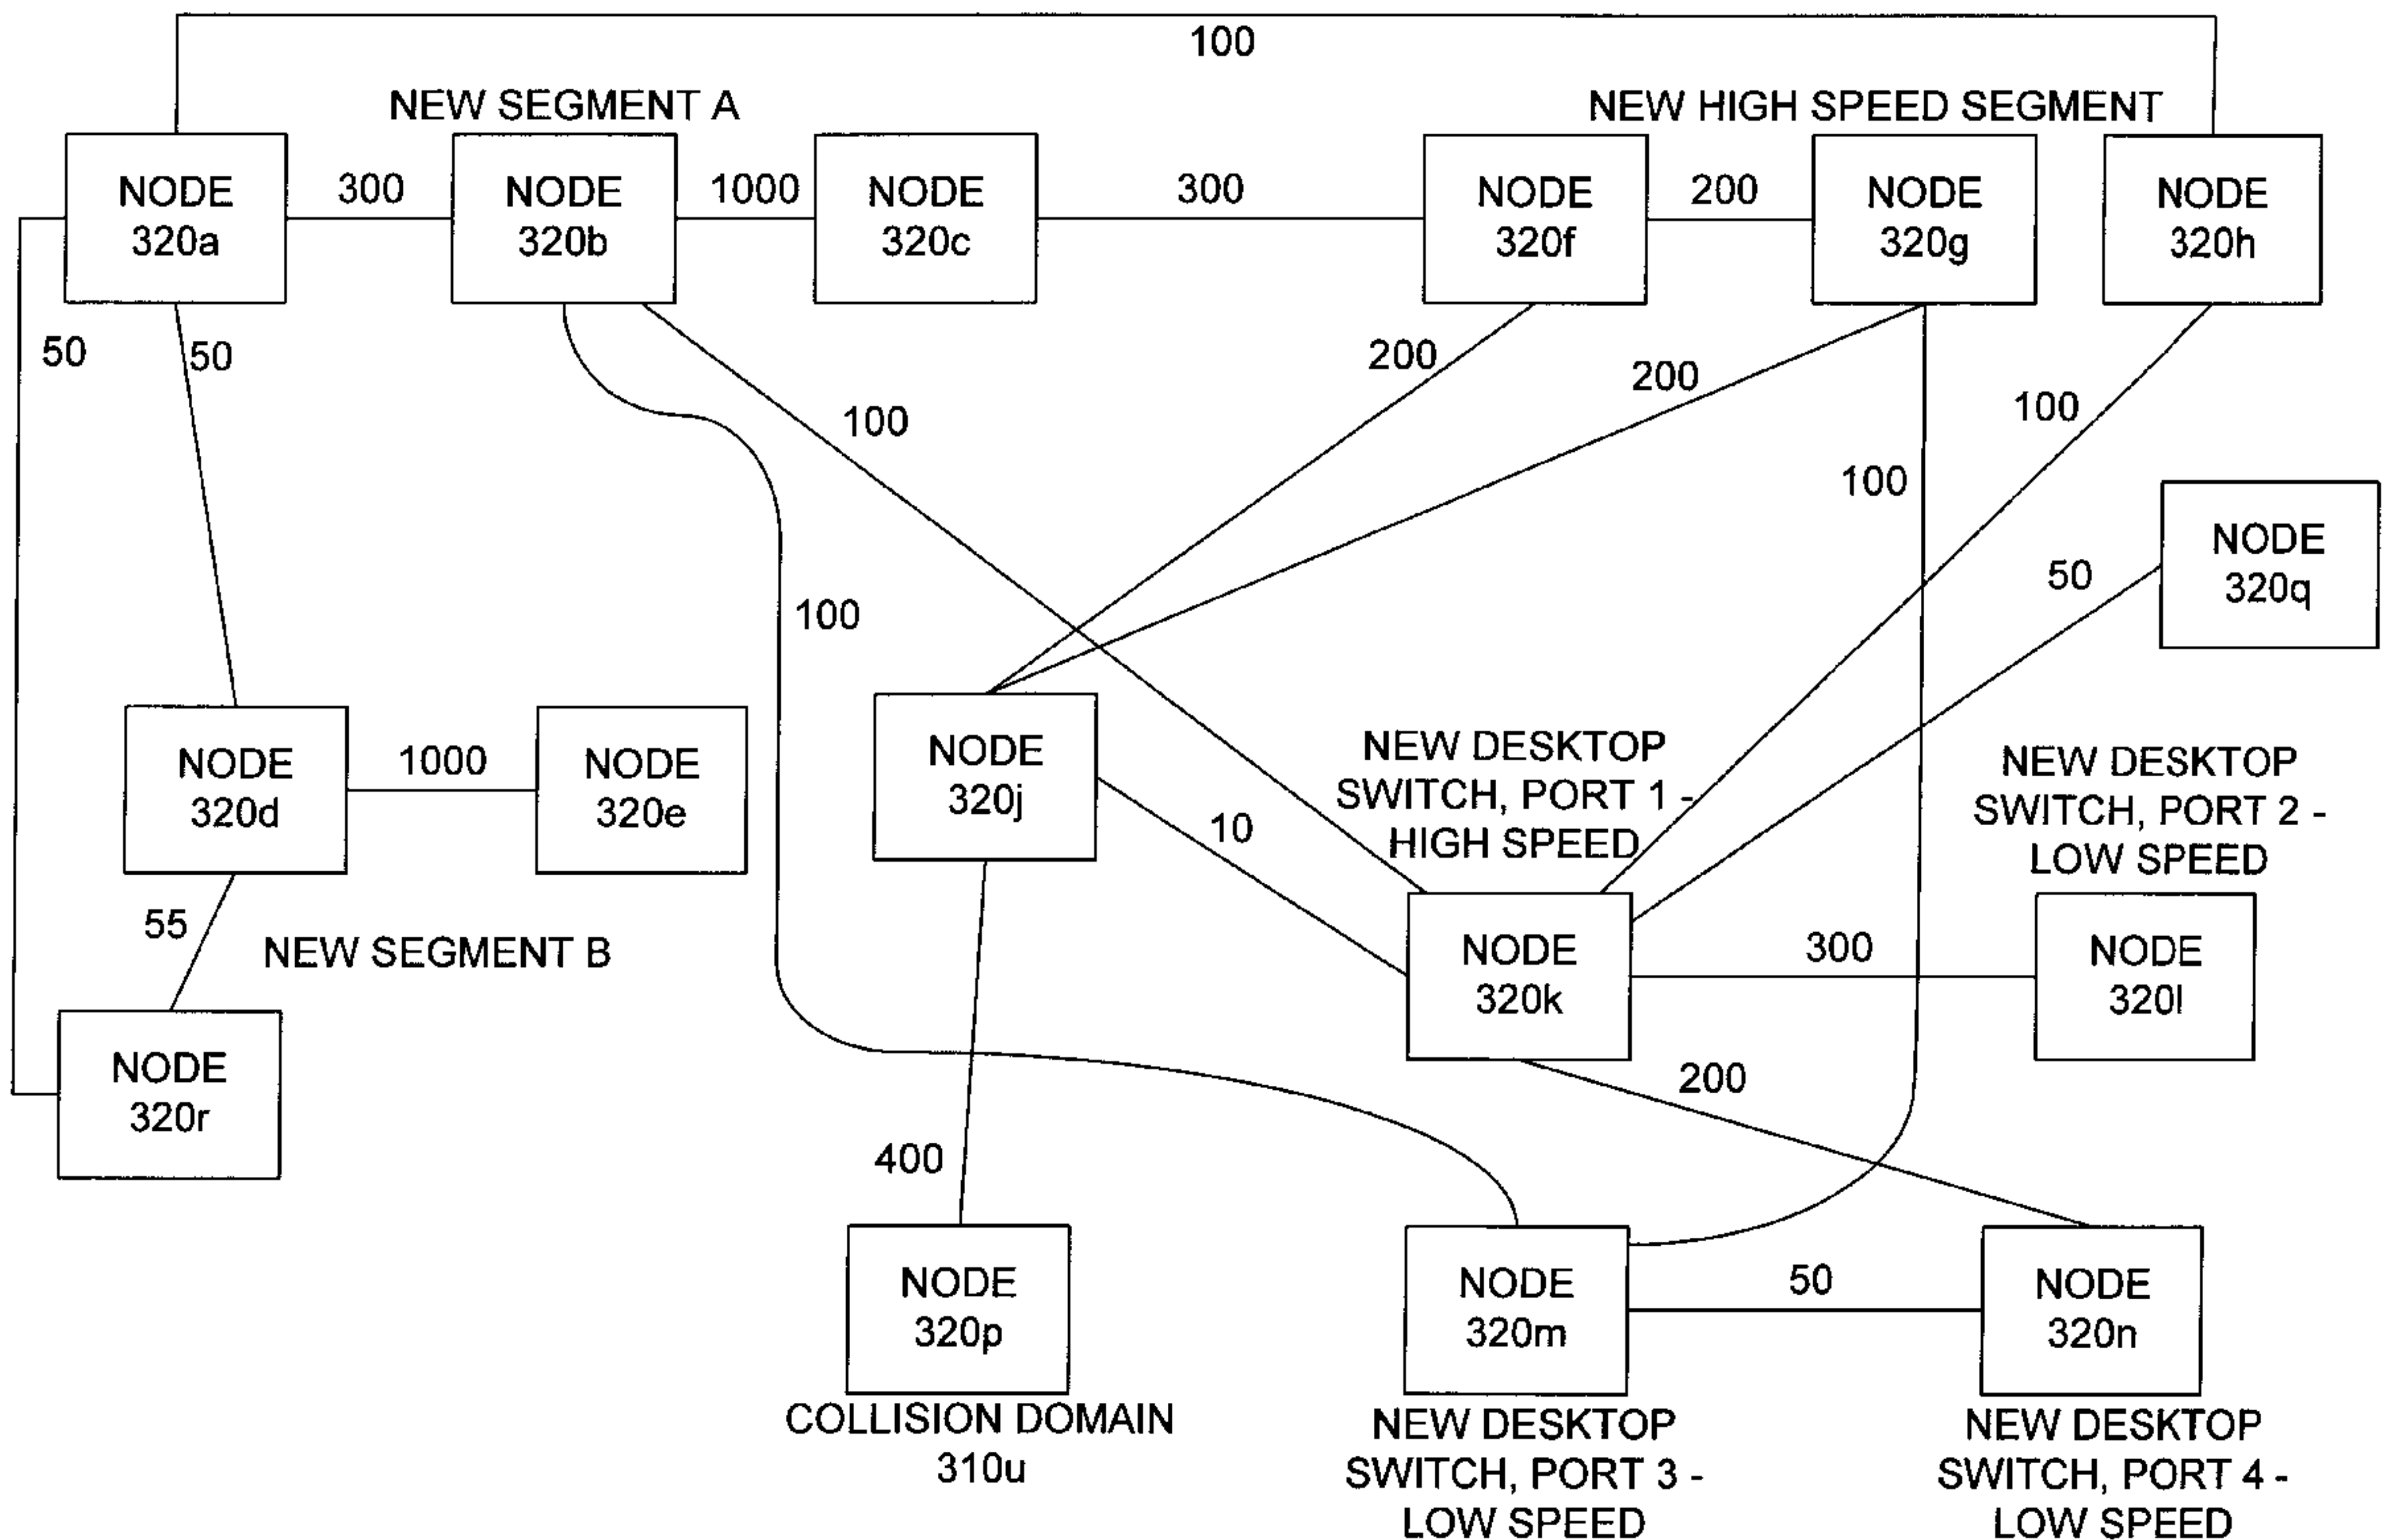 100
NEW SEGMENT A
NEW HIGH SPEED SEGMENT
NODE
320a
300
NODE
320b
1000
NODE
320c
300
NODE
320f
200
NODE
320g
NODE
320h
50
50
200
200
100
100
100
NODE
320q
50
100
NODE
320d
1000
NODE
320e
NODE
320j
10
NEW DESKTOP
SWITCH, PORT 1 -
HIGH SPEED
NEW DESKTOP
SWITCH, PORT 2 -
LOW SPEED
55
NEW SEGMENT B
NODE
320k
300
NODE
320l
NODE
320r
200
400
NODE
320p
COLLISION DOMAIN
310u
NODE
320m
50
NODE
320n
NEW DESKTOP
SWITCH, PORT 3 -
LOW SPEED
NEW DESKTOP
SWITCH, PORT 4 -
LOW SPEED